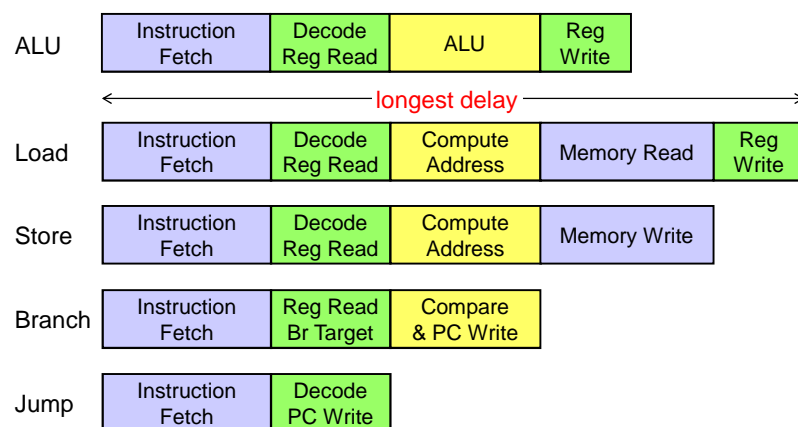 ALU
Instruction
Fetch
Decode
Reg Read
ALU
Reg
Write
longest delay
Load
Instruction
Fetch
Decode
Reg Read
Compute
Address
Memory Read
Reg
Write
Store
Instruction
Fetch
Decode
Reg Read
Compute
Address
Memory Write
Branch
Instruction
Fetch
Reg Read
Br Target
Compare
& PC Write
Jump
Instruction
Fetch
Decode
PC Write